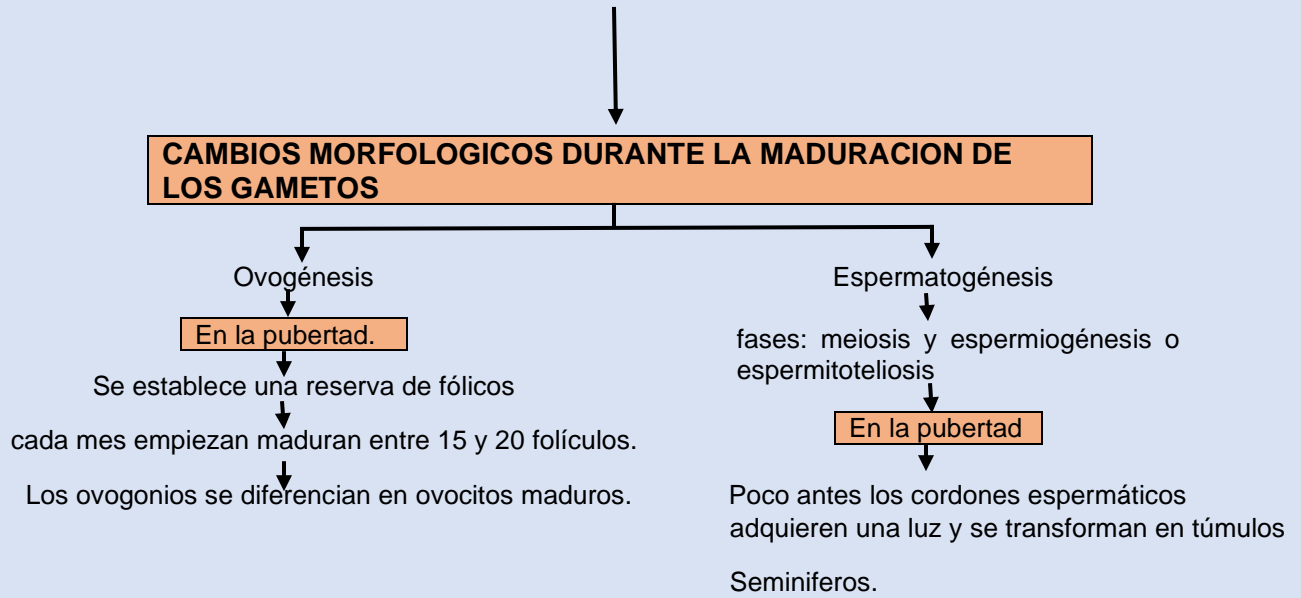 CAMBIOS MORFOLOGICOS DURANTE LA MADURACION DE
LOS GAMETOS
Ovogénesis
En la pubertad.
Se establece una reserva de fólicos
cada mes empiezan maduran entre 15 y 20 folículos.
Los ovogonios se diferencian en ovocitos maduros.
Espermatogénesis
fases: meiosis y espermiogénesis o
espermitoteliosis
En la pubertad
Poco antes los cordones espermáticos
adquieren una luz y se transforman en túmulos
Seminiferos.